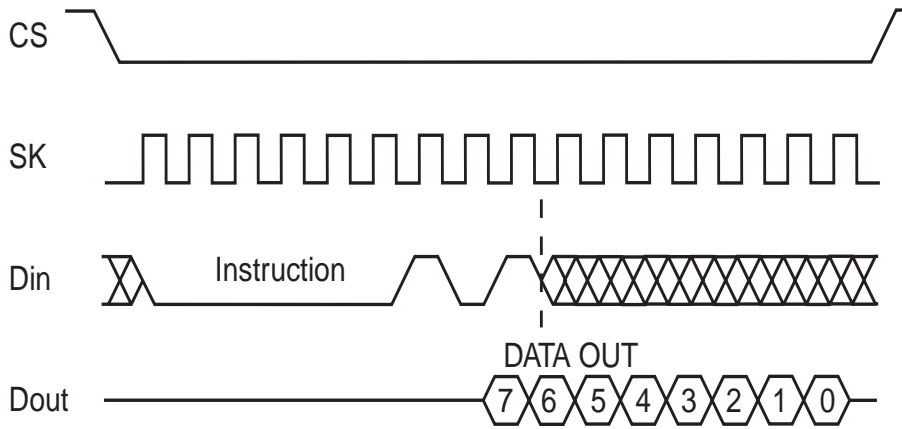 CS
SK
Din
Instruction
DATA OUT
Dout
7 6 5 4 3 2 1 0